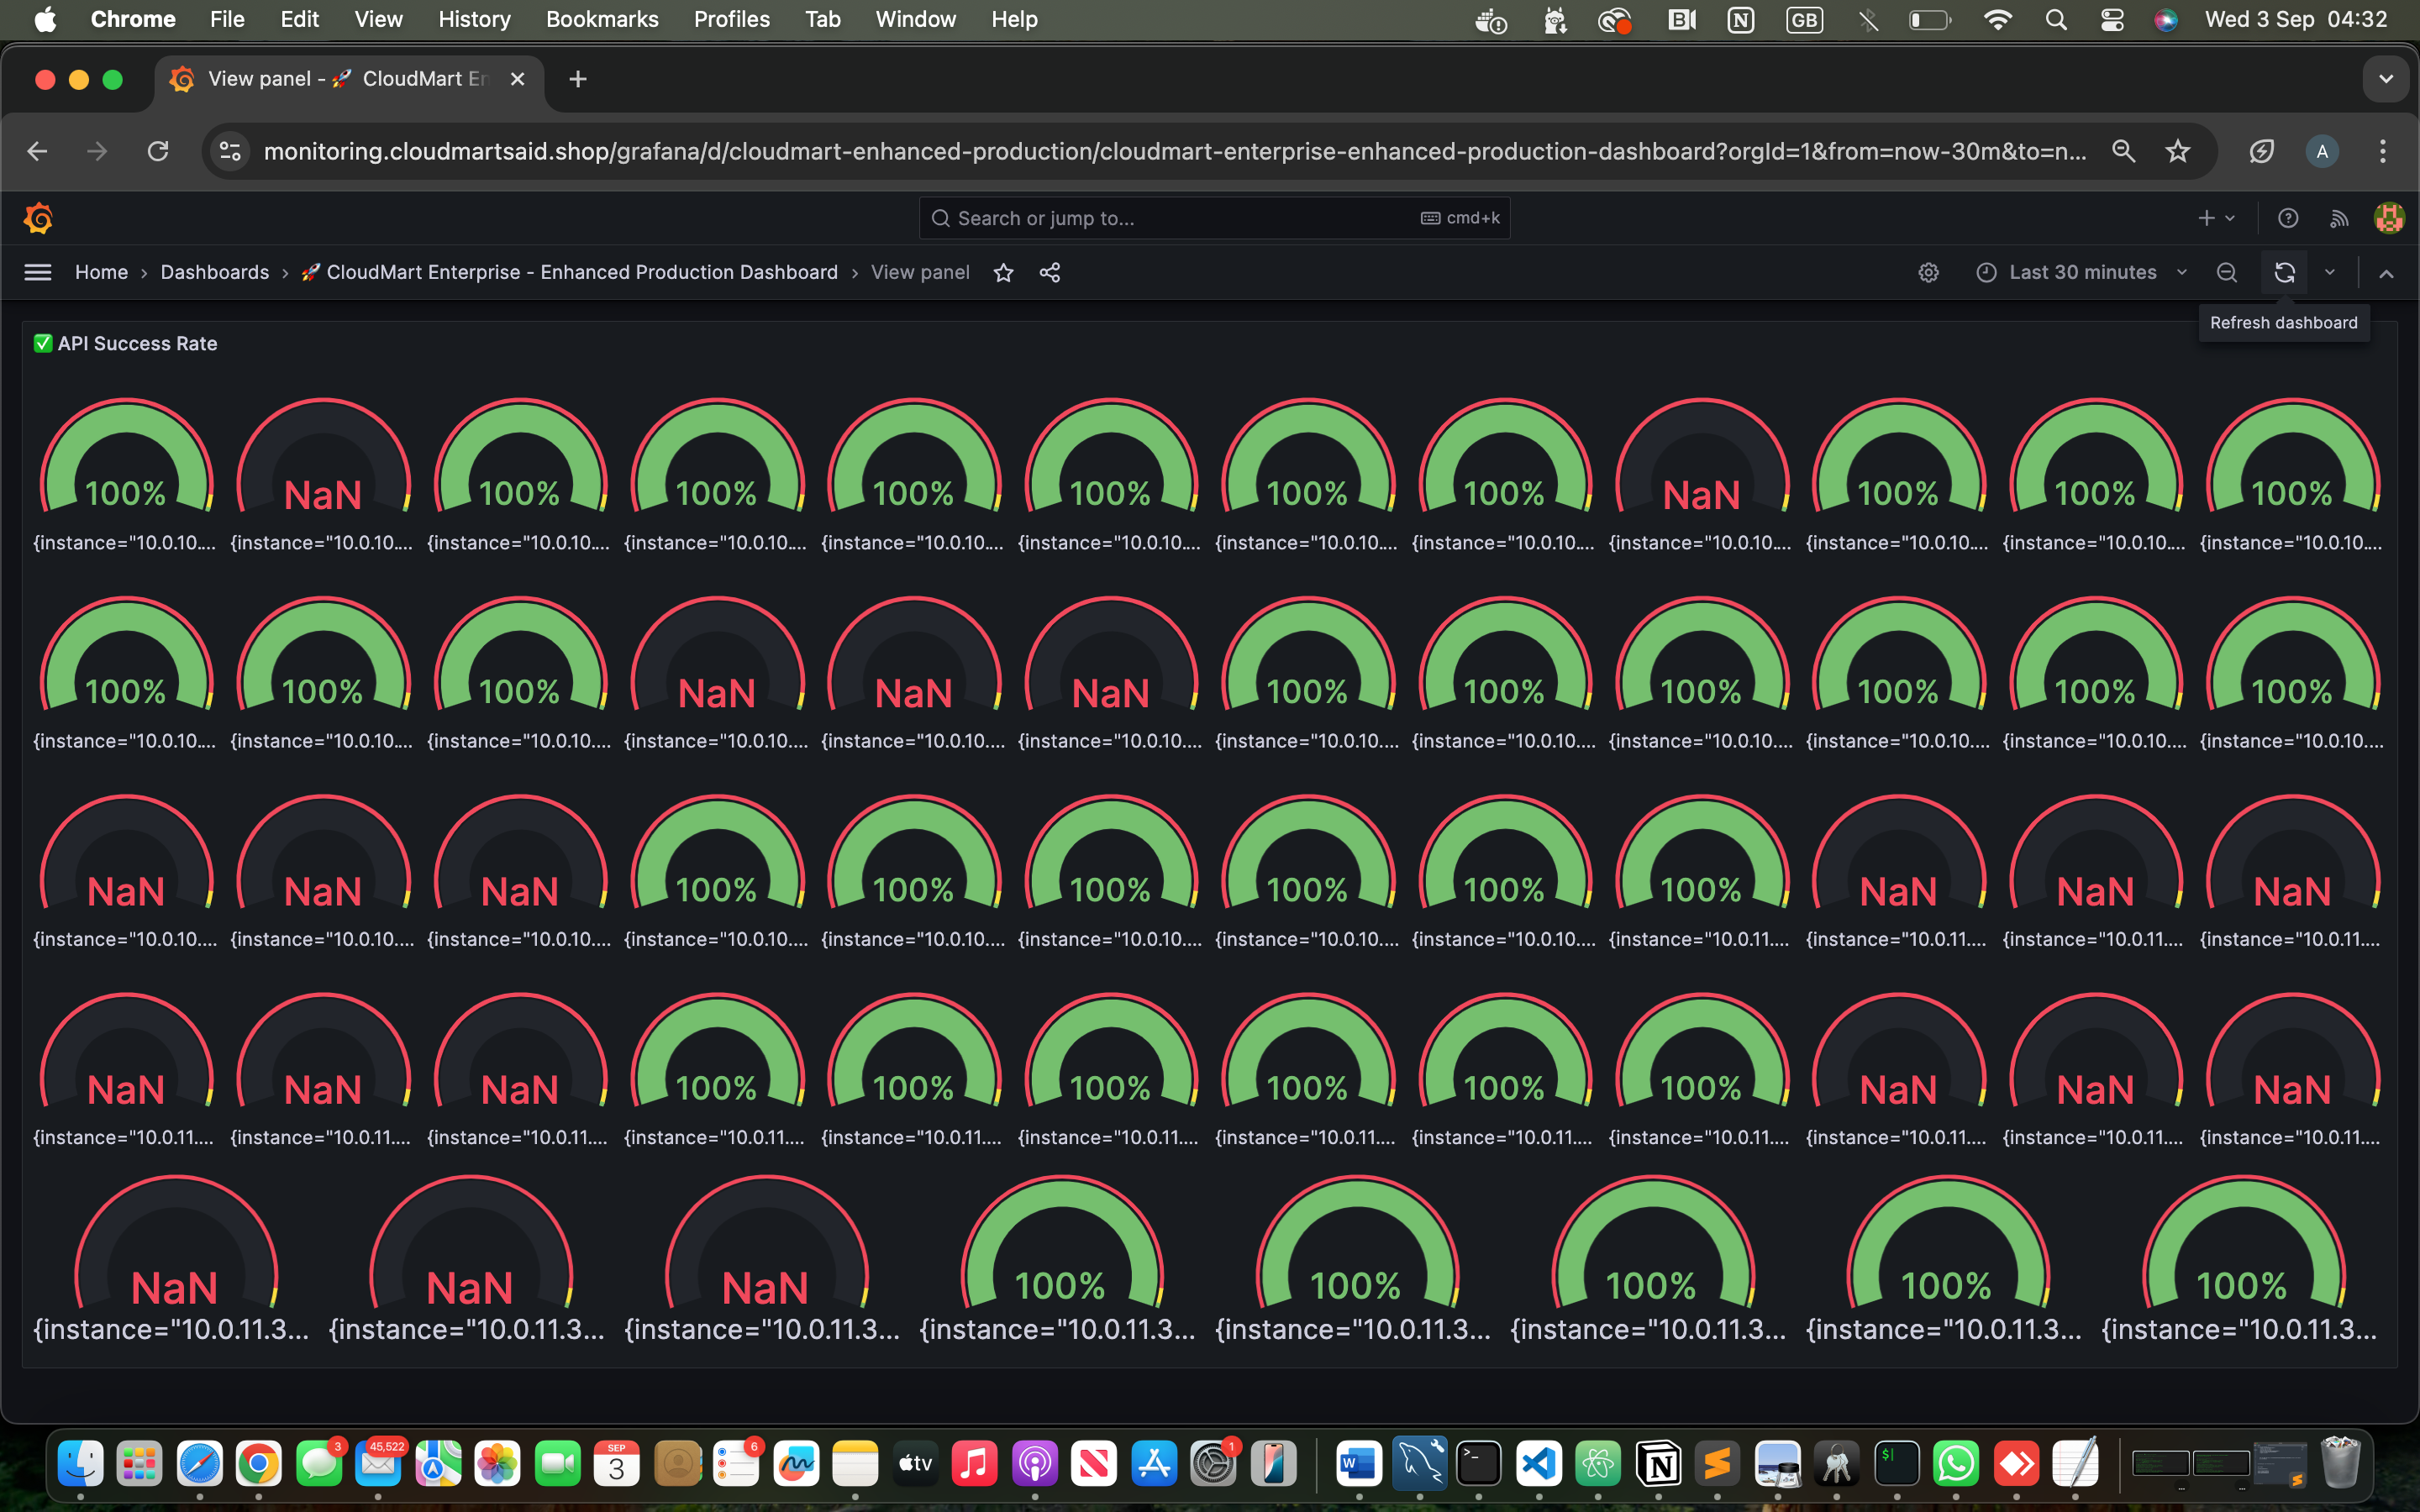 Chrome File Edit View History Bookmarks Profiles Tab Window Help GB Wed 3 Sep 04:32
View panel - 🚀 CloudMart En
monitoring.cloudmartsaid.shop/grafana/d/cloudmart-enhanced-production/cloudmart-enterprise-enhanced-production-dashboard?orgId=1&from=now-30m&to=n... A
Search or jump to... cmd+k
Home › Dashboards › 🚀 CloudMart Enterprise - Enhanced Production Dashboard › View panel Last 30 minutes
Refresh dashboard
✅ API Success Rate
100% NaN 100% 100% 100% 100% 100% 100% NaN 100% 100% 100%
{instance="10.0.10.... {instance="10.0.10.... {instance="10.0.10.... {instance="10.0.10.... {instance="10.0.10.... {instance="10.0.10.... {instance="10.0.10.... {instance="10.0.10.... {instance="10.0.10.... {instance="10.0.10.... {instance="10.0.10.... {instance="10.0.10....
100% 100% 100% NaN NaN NaN 100% 100% 100% 100% 100% 100%
{instance="10.0.10.... {instance="10.0.10.... {instance="10.0.10.... {instance="10.0.10.... {instance="10.0.10.... {instance="10.0.10.... {instance="10.0.10.... {instance="10.0.10.... {instance="10.0.10.... {instance="10.0.10.... {instance="10.0.10.... {instance="10.0.10....
NaN NaN NaN 100% 100% 100% 100% 100% 100% NaN NaN NaN
{instance="10.0.10.... {instance="10.0.10.... {instance="10.0.10.... {instance="10.0.10.... {instance="10.0.10.... {instance="10.0.10.... {instance="10.0.10.... {instance="10.0.10.... {instance="10.0.11.... {instance="10.0.11.... {instance="10.0.11.... {instance="10.0.11....
NaN NaN NaN 100% 100% 100% 100% 100% 100% NaN NaN NaN
{instance="10.0.11.... {instance="10.0.11.... {instance="10.0.11.... {instance="10.0.11.... {instance="10.0.11.... {instance="10.0.11.... {instance="10.0.11.... {instance="10.0.11.... {instance="10.0.11.... {instance="10.0.11.... {instance="10.0.11.... {instance="10.0.11....
NaN NaN NaN 100% 100% 100% 100% 100%
{instance="10.0.11.3... {instance="10.0.11.3... {instance="10.0.11.3... {instance="10.0.11.3... {instance="10.0.11.3... {instance="10.0.11.3... {instance="10.0.11.3... {instance="10.0.11.3...
3 45,522 SEP 3 6 tv 1 W